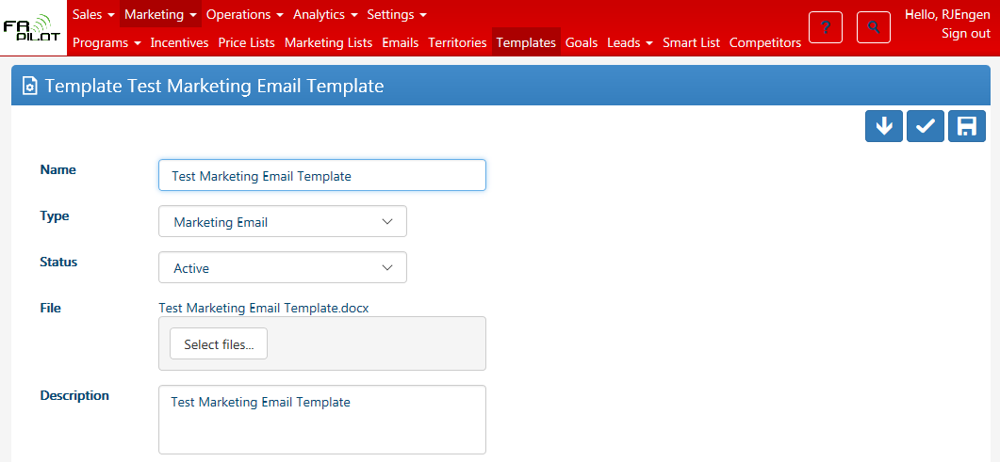 FR PILOT
Sales Marketing Operations Analytics Settings
Programs Incentives Price Lists Marketing Lists Emails Territories Templates Goals Leads Smart List Competitors
?
Hello, RJEngen
Sign out
Template Test Marketing Email Template
Name
Test Marketing Email Template
Type
Marketing Email
Status
Active
File
Test Marketing Email Template.docx
Select files...
Description
Test Marketing Email Template